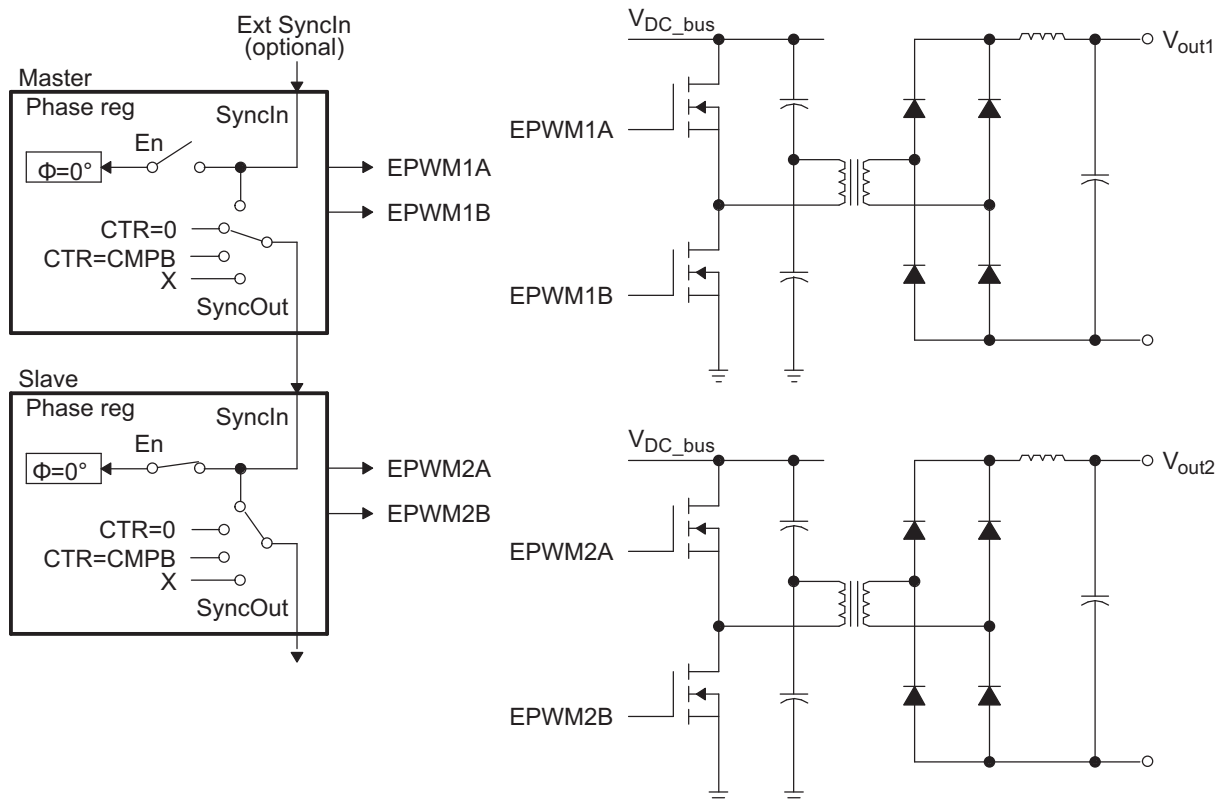 Ext SyncIn
(optional)
Master
Phase reg
SyncIn
En
Φ=0°
EPWM1A
EPWM1B
CTR=0
CTR=CMPB
X
SyncOut
Slave
Phase reg
SyncIn
En
Φ=0°
EPWM2A
EPWM2B
CTR=0
CTR=CMPB
X
SyncOut
VDC_bus
Vout1
EPWM1A
EPWM1B
VDC_bus
Vout2
EPWM2A
EPWM2B